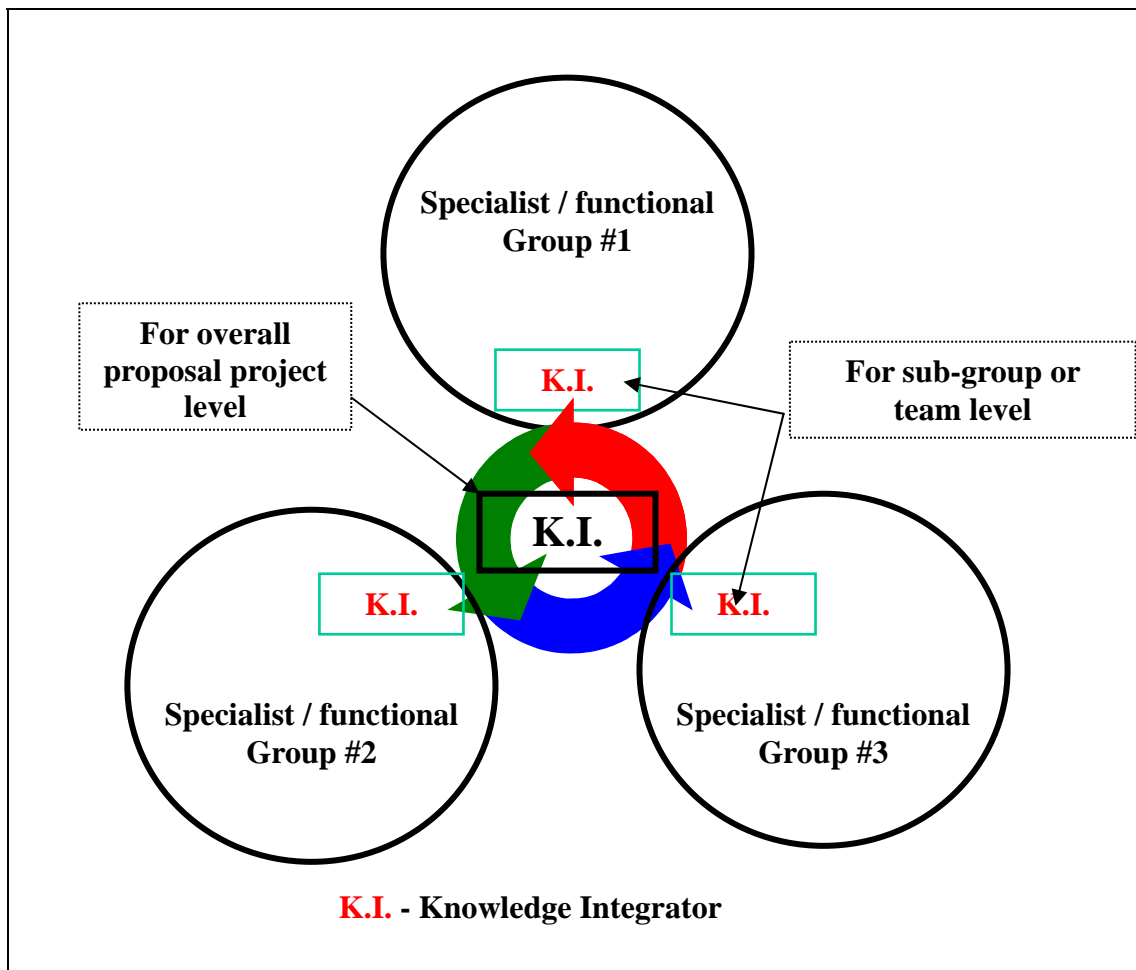 Specialist / functional
Group #1
For overall
proposal project
level
K.I.
For sub-group or
team level
K.I.
K.I.
K.I.
Specialist / functional
Group #2
Specialist / functional
Group #3
K.I. - Knowledge Integrator